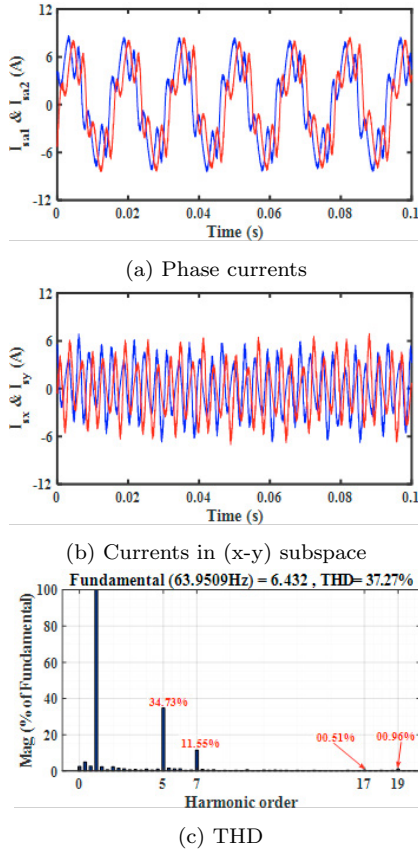 12
6
0
-6
-12
I_sa1 & I_sa2 (A)
0 0.02 0.04 0.06 0.08 0.1
Time (s)
(a) Phase currents
12
6
0
-6
-12
I_sx & I_sy (A)
0 0.02 0.04 0.06 0.08 0.1
Time (s)
(b) Currents in (x-y) subspace
Fundamental (63.9509Hz) = 6.432 , THD= 37.27%
100
80
60
40
20
0
Mag (% of Fundamental)
34.73%
11.55%
00.51%
00.96%
0 5 7 17 19
Harmonic order
(c) THD